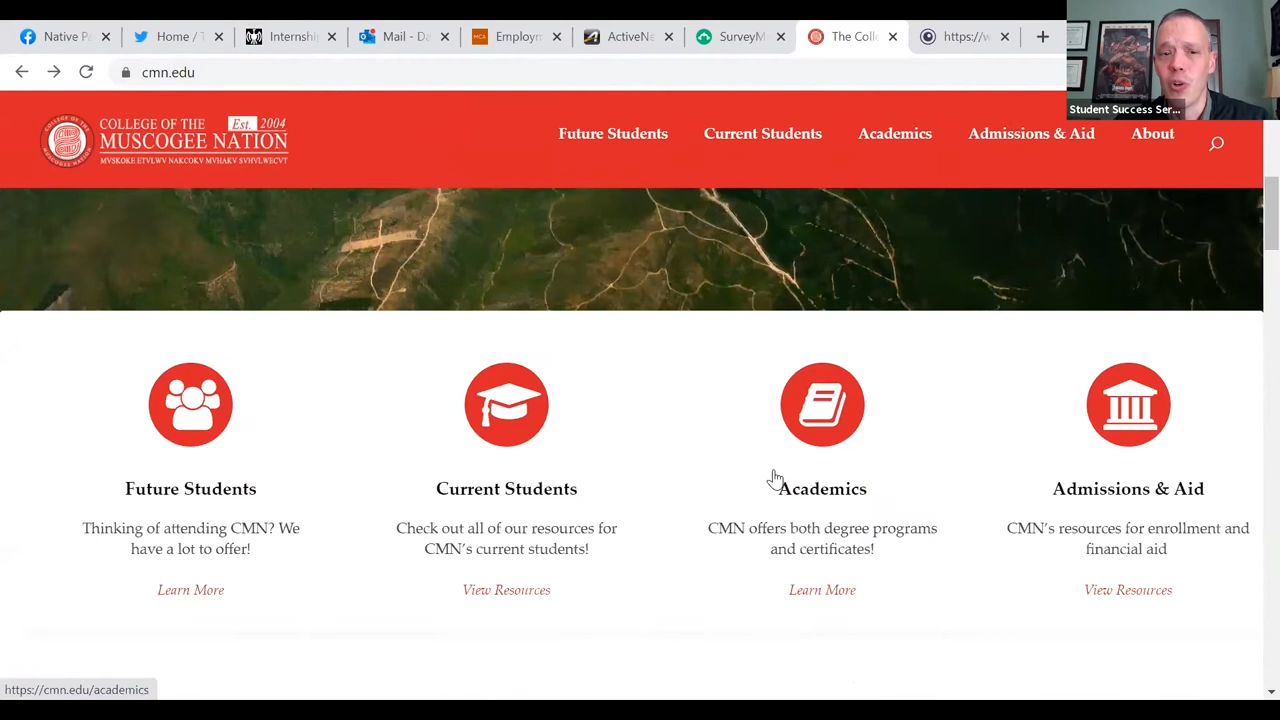 Native Pa
Home / T
Internship
Mail - Da
Employm
ActiveNe
SurveyM
The Colle
https://w
cmn.edu
Student Success Ser...
COLLEGE OF THE Est. 2004
MUSCOGEE NATION
MVSKOKE ETVLWV NAKCOKV MVHAKV SVHVLWECVT
Future Students
Current Students
Academics
Admissions & Aid
About
Future Students
Thinking of attending CMN? We
have a lot to offer!
Learn More
Current Students
Check out all of our resources for
CMN's current students!
View Resources
Academics
CMN offers both degree programs
and certificates!
Learn More
Admissions & Aid
CMN's resources for enrollment and
financial aid
View Resources
https://cmn.edu/academics